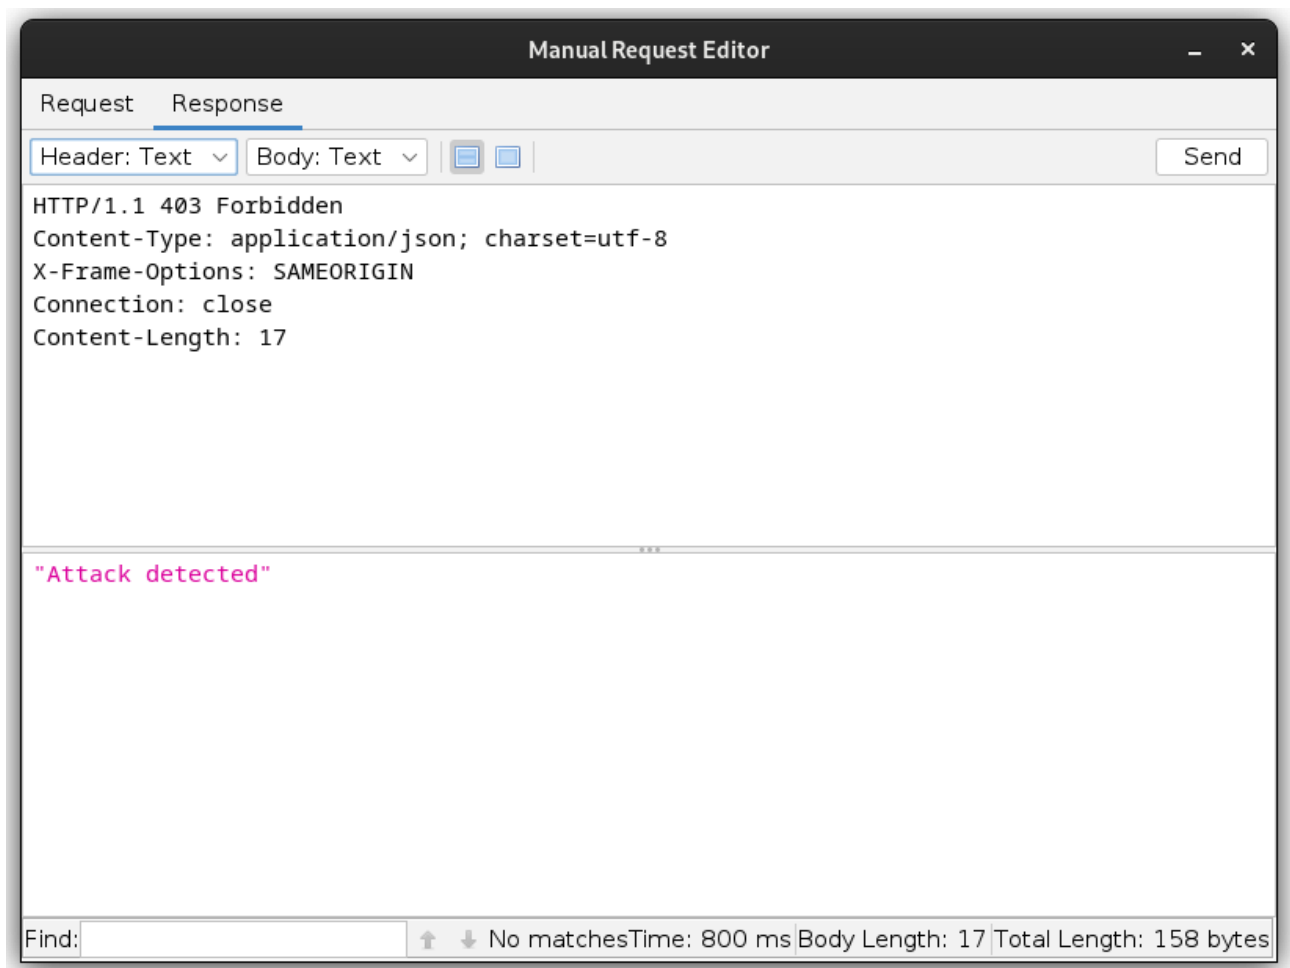 Manual Request Editor
Request Response
Header: Text Body: Text Send
HTTP/1.1 403 Forbidden
Content-Type: application/json; charset=utf-8
X-Frame-Options: SAMEORIGIN
Connection: close
Content-Length: 17
"Attack detected"
Find: No matches Time: 800 ms Body Length: 17 Total Length: 158 bytes